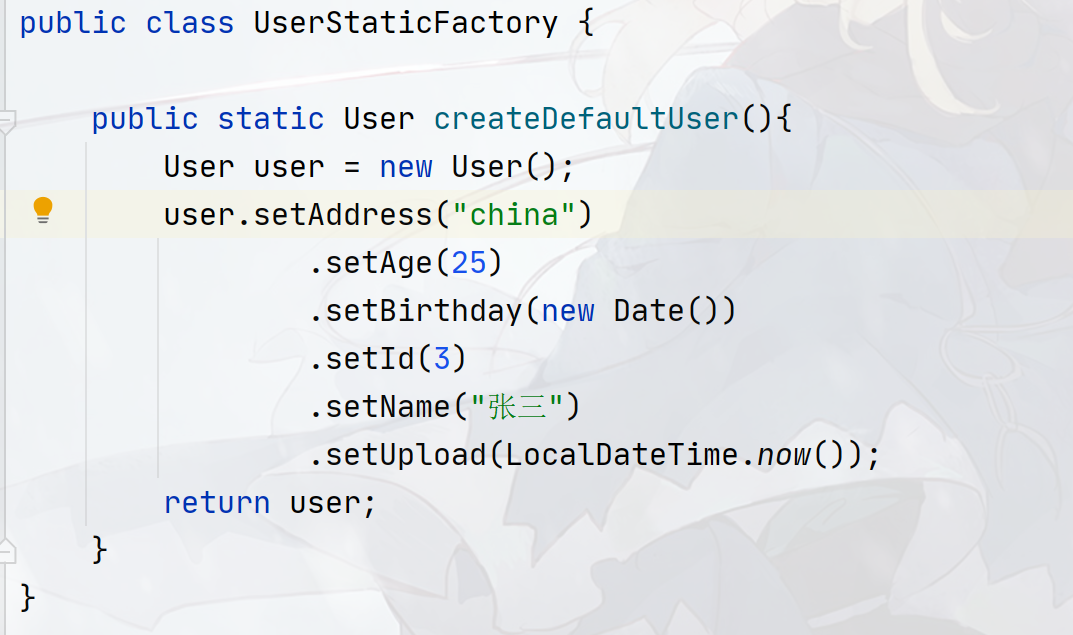 public class UserStaticFactory {
public static User createDefaultUser(){
User user = new User();
user.setAddress("china")
.setAge(25)
.setBirthday(new Date())
.setId(3)
.setName("张三")
.setUpload(LocalDateTime.now());
return user;
}
}